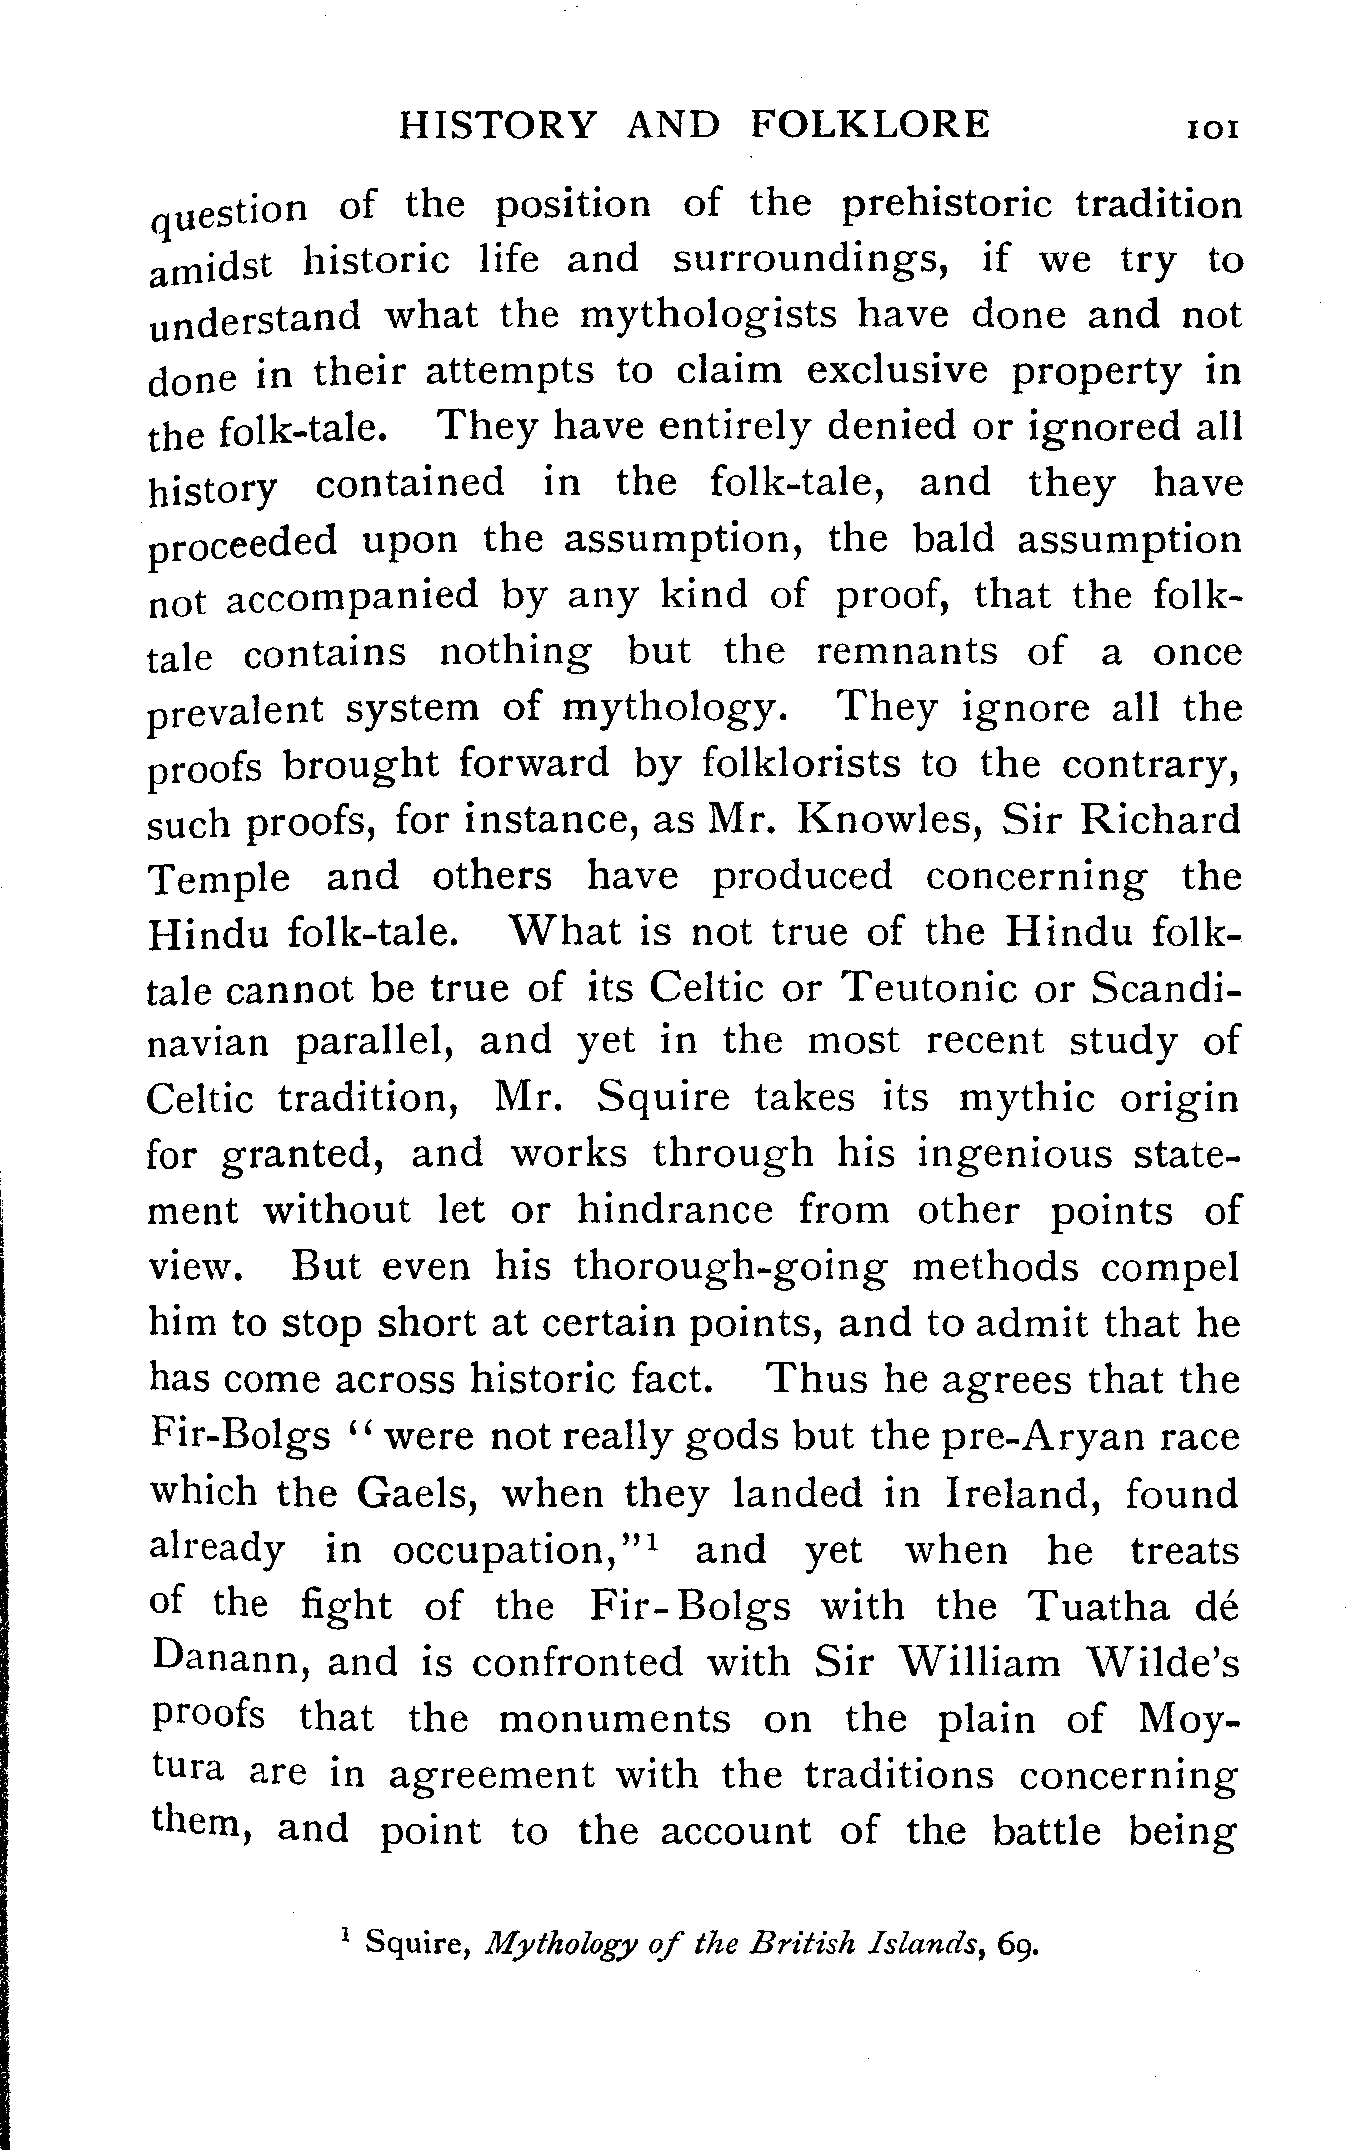 HISTORY AND FOLKLORE 101
question of the position of the prehistoric tradition
amidst historic life and surroundings, if we try to
understand what the mythologists have done and not
done in their attempts to claim exclusive property in
the folk-tale. They have entirely denied or ignored all
history contained in the folk-tale, and they have
proceeded upon the assumption, the bald assumption
not accompanied by any kind of proof, that the folk-
tale contains nothing but the remnants of a once
prevalent system of mythology. They ignore all the
proofs brought forward by folklorists to the contrary,
such proofs, for instance, as Mr. Knowles, Sir Richard
Temple and others have produced concerning the
Hindu folk-tale. What is not true of the Hindu folk-
tale cannot be true of its Celtic or Teutonic or Scandi-
navian parallel, and yet in the most recent study of
Celtic tradition, Mr. Squire takes its mythic origin
for granted, and works through his ingenious state-
ment without let or hindrance from other points of
view. But even his thorough-going methods compel
him to stop short at certain points, and to admit that he
has come across historic fact. Thus he agrees that the
Fir-Bolgs “were not really gods but the pre-Aryan race
which the Gaels, when they landed in Ireland, found
already in occupation,”¹ and yet when he treats
of the fight of the Fir-Bolgs with the Tuatha dé
Danann, and is confronted with Sir William Wilde’s
proofs that the monuments on the plain of Moy-
tura are in agreement with the traditions concerning
them, and point to the account of the battle being
¹ Squire, Mythology of the British Islands, 69.